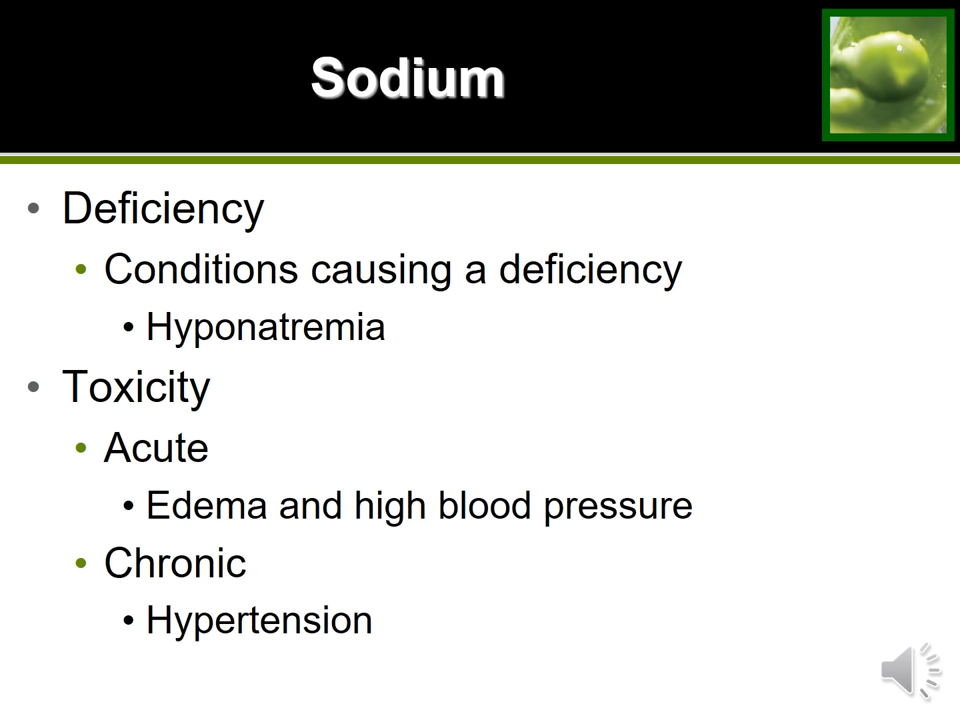 Sodium
• Deficiency
• Conditions causing a deficiency
• Hyponatremia
• Toxicity
• Acute
• Edema and high blood pressure
• Chronic
• Hypertension